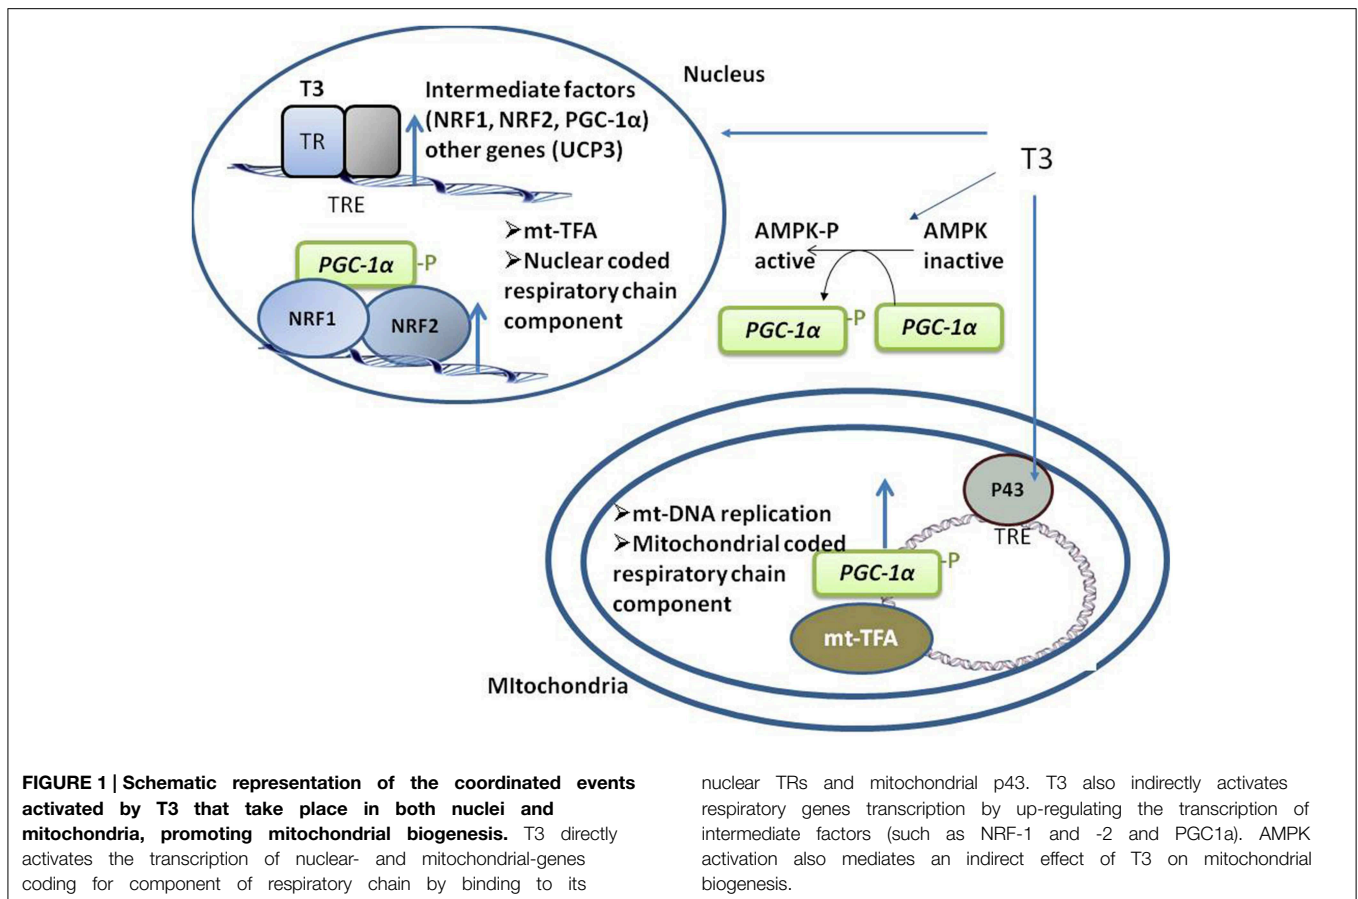 Nucleus
T3
Intermediate factors
(NRF1, NRF2, PGC-1α)
other genes (UCP3)
TR
TRE
➤mt-TFA
➤Nuclear coded
respiratory chain
component
PGC-1α -P
NRF1
NRF2
T3
AMPK-P
active
AMPK
inactive
PGC-1α -P
PGC-1α
P43
TRE
➤mt-DNA replication
➤Mitochondrial coded
respiratory chain
component
PGC-1α -P
mt-TFA
MItochondria
FIGURE 1 | Schematic representation of the coordinated events
activated by T3 that take place in both nuclei and
mitochondria, promoting mitochondrial biogenesis. T3 directly
activates the transcription of nuclear- and mitochondrial-genes
coding for component of respiratory chain by binding to its
nuclear TRs and mitochondrial p43. T3 also indirectly activates
respiratory genes transcription by up-regulating the transcription of
intermediate factors (such as NRF-1 and -2 and PGC1a). AMPK
activation also mediates an indirect effect of T3 on mitochondrial
biogenesis.